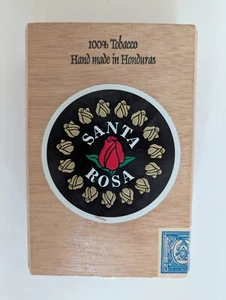 100% Tobacco
Hand made in Honduras
SANTA
ROSA